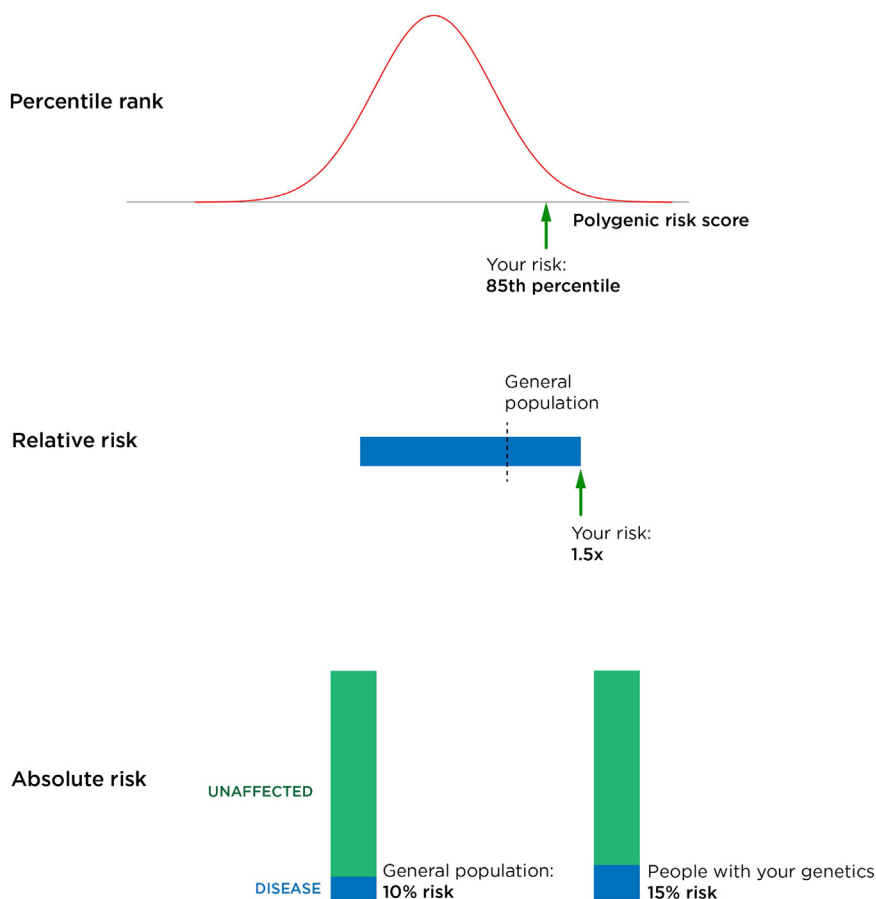 Percentile rank
Polygenic risk score
Your risk:
85th percentile
General
population
Relative risk
Your risk:
1.5x
Absolute risk
UNAFFECTED
General population:
10% risk
DISEASE
People with your genetics
15% risk